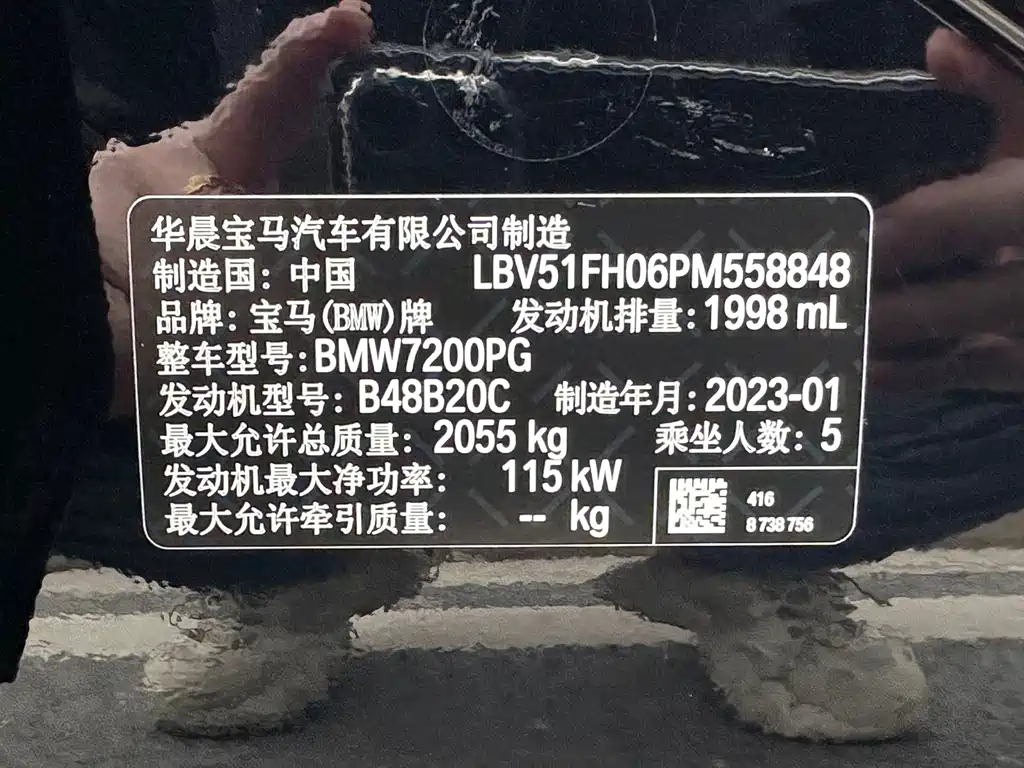 华晨宝马汽车有限公司制造
制造国：中国 LBV51FH06PM558848
品牌：宝马(BMW)牌 发动机排量：1998 mL
整车型号：BMW7200PG
发动机型号：B48B20C 制造年月：2023-01
最大允许总质量：2055 kg 乘坐人数：5
发动机最大净功率：115 kW
最大允许牵引质量：-- kg
416
8 738 756